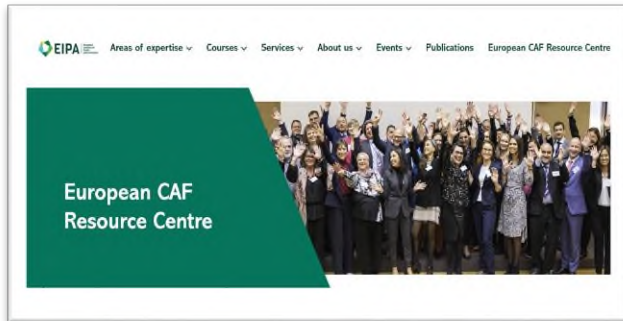 EIPA
Areas of expertise Courses Services About us Events Publications European CAF Resource Centre
European CAF
Resource Centre